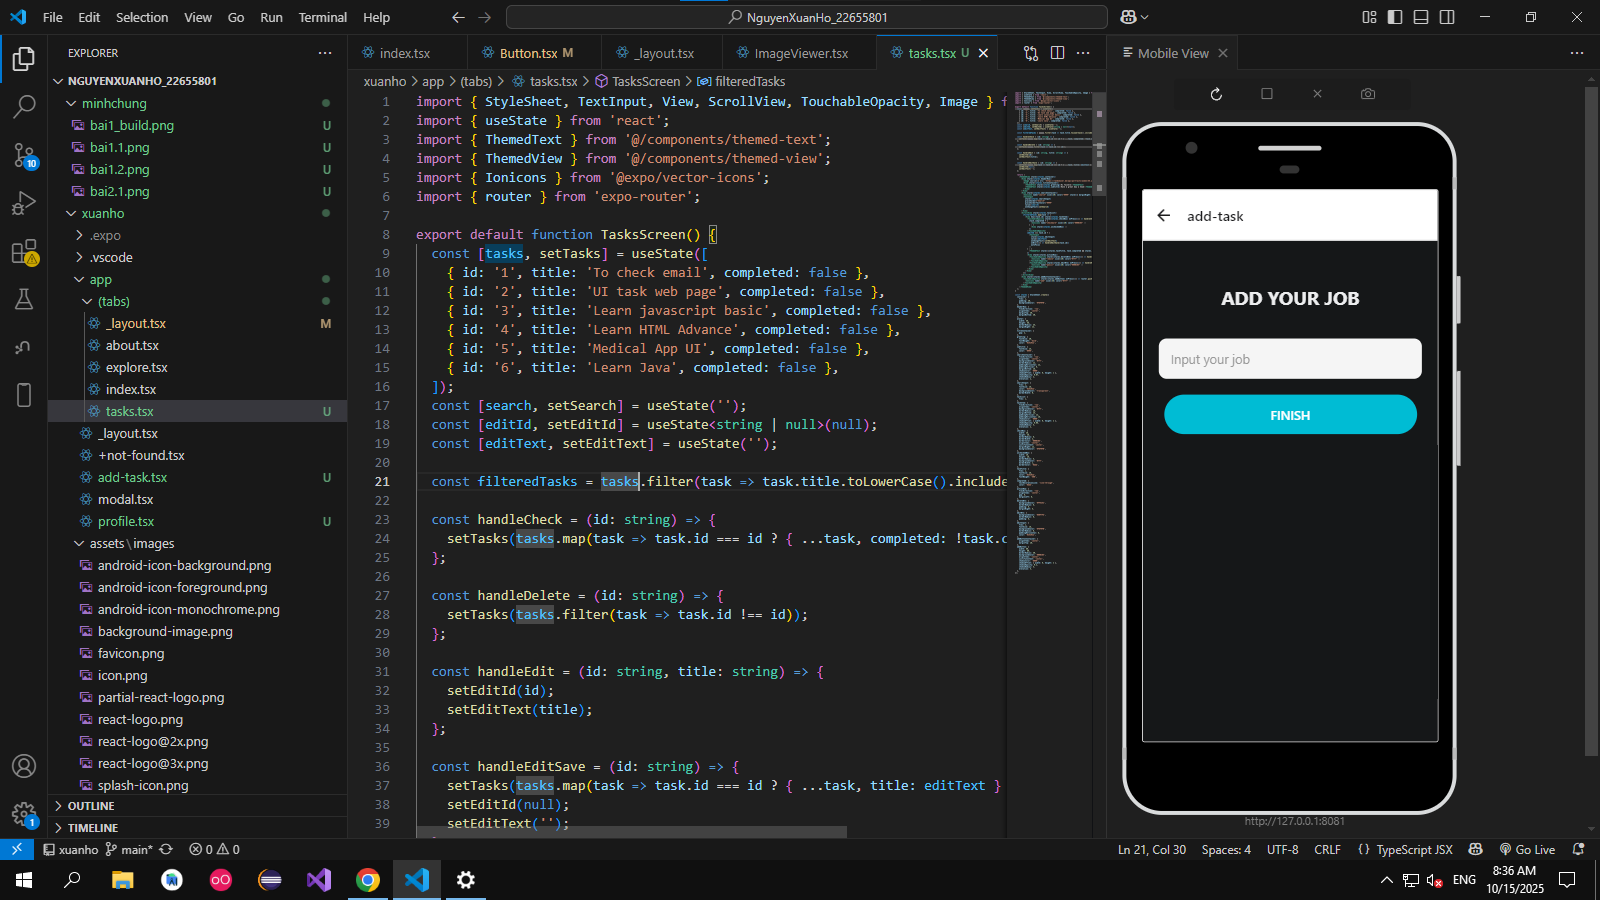 File Edit Selection View Go Run Terminal Help
NguyenXuanHo_22655801
EXPLORER
NGUYENXUANHO_22655801
minhchung
bai1_build.png U
bai1.1.png U
bai1.2.png U
bai2.1.png U
xuanho
.expo
.vscode
app
(tabs)
_layout.tsx M
about.tsx
explore.tsx
index.tsx
tasks.tsx U
_layout.tsx
+not-found.tsx
add-task.tsx U
modal.tsx
profile.tsx U
assets\images
android-icon-background.png
android-icon-foreground.png
android-icon-monochrome.png
background-image.png
favicon.png
icon.png
partial-react-logo.png
react-logo.png
react-logo@2x.png
react-logo@3x.png
splash-icon.png
OUTLINE
TIMELINE
10
1
index.tsx Button.tsx M _layout.tsx ImageViewer.tsx tasks.tsx U
xuanho > app > (tabs) > tasks.tsx > TasksScreen > filteredTasks
1 import { StyleSheet, TextInput, View, ScrollView, TouchableOpacity, Image } f
2 import { useState } from 'react';
3 import { ThemedText } from '@/components/themed-text';
4 import { ThemedView } from '@/components/themed-view';
5 import { Ionicons } from '@expo/vector-icons';
6 import { router } from 'expo-router';
7
8 export default function TasksScreen() {
9 const [tasks, setTasks] = useState([
10 { id: '1', title: 'To check email', completed: false },
11 { id: '2', title: 'UI task web page', completed: false },
12 { id: '3', title: 'Learn javascript basic', completed: false },
13 { id: '4', title: 'Learn HTML Advance', completed: false },
14 { id: '5', title: 'Medical App UI', completed: false },
15 { id: '6', title: 'Learn Java', completed: false },
16 ]);
17 const [search, setSearch] = useState('');
18 const [editId, setEditId] = useState<string | null>(null);
19 const [editText, setEditText] = useState('');
20
21 const filteredTasks = tasks.filter(task => task.title.toLowerCase().include
22
23 const handleCheck = (id: string) => {
24 setTasks(tasks.map(task => task.id === id ? { ...task, completed: !task.c
25 };
26
27 const handleDelete = (id: string) => {
28 setTasks(tasks.filter(task => task.id !== id));
29 };
30
31 const handleEdit = (id: string, title: string) => {
32 setEditId(id);
33 setEditText(title);
34 };
35
36 const handleEditSave = (id: string) => {
37 setTasks(tasks.map(task => task.id === id ? { ...task, title: editText }
38 setEditId(null);
39 setEditText('');
Mobile View
add-task
ADD YOUR JOB
Input your job
FINISH
http://127.0.0.1:8081
xuanho main* 0 0
Ln 21, Col 30 Spaces: 4 UTF-8 CRLF {} TypeScript JSX Go Live
ENG
8:36 AM
10/15/2025